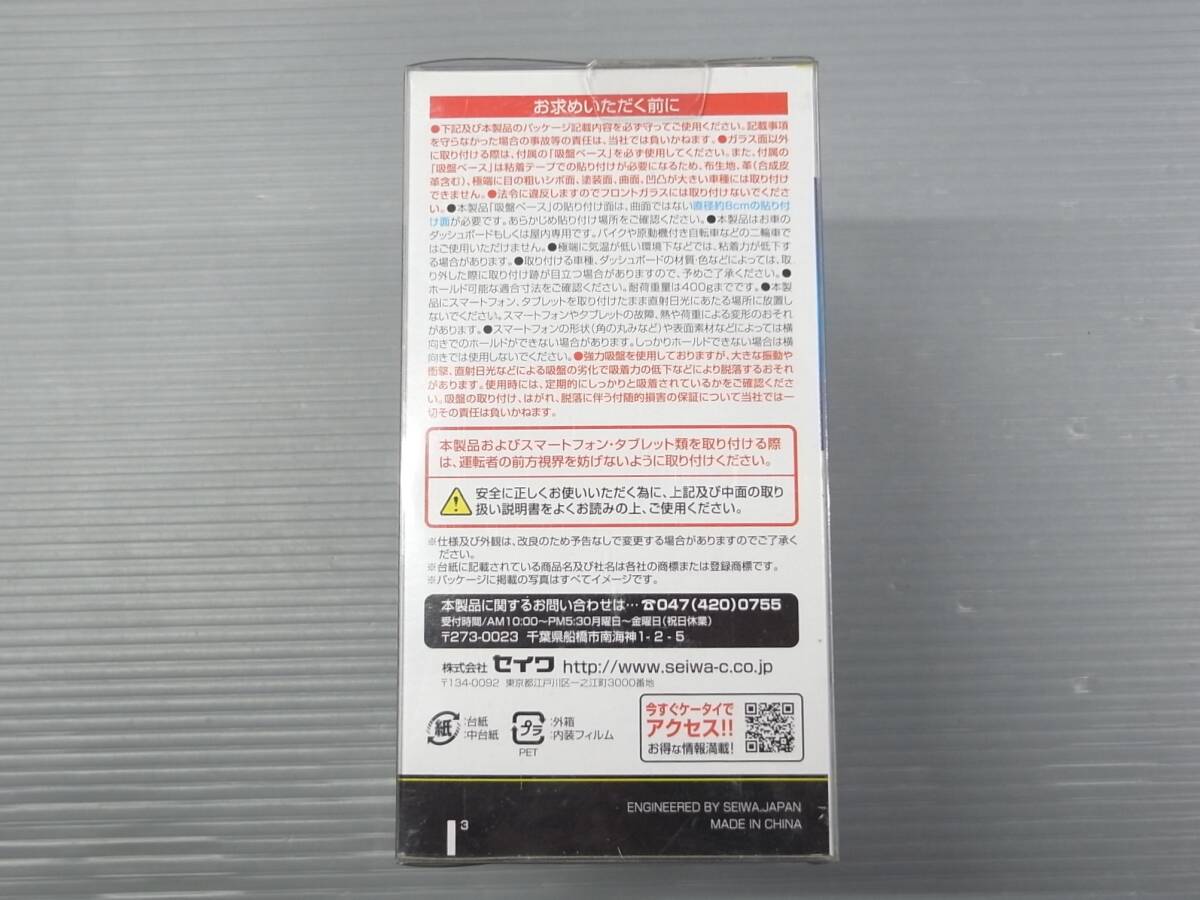 お求めいただく前に
●下記及び本製品のパッケージ記載内容を必ず守ってご使用ください。記載事項
を守らなかった場合の事故等の責任は、当社では負いかねます。●ガラス面以外
に取り付ける際は、付属の「吸盤ベース」を必ず使用してください。また、付属の
「吸盤ベース」は粘着テープでの貼り付けが必要になるため、布生地、革(合成皮
革含む)、極端に目の粗いシボ面、塗装面、曲面、凹凸が大きい車種には取り付け
できません。●法令に違反しますのでフロントガラスには取り付けないでくださ
い。●本製品「吸盤ベース」の貼り付け面は、曲面ではない直径約8cmの貼り付
け面が必要です。あらかじめ貼り付け場所をご確認ください。●本製品はお車の
ダッシュボードもしくは屋内専用です。バイクや原動機付き自転車などの二輪車で
はご使用いただけません。●極端に気温が低い環境下などでは、粘着力が低下す
る場合があります。●取り付ける車種、ダッシュボードの材質・色などによっては、取
り外した際に取り付け跡が目立つ場合がありますので、予めご了承ください。●
ホールド可能な適合寸法をご確認ください。耐荷重量は400gまでです。●本製
品にスマートフォン、タブレットを取り付けたまま直射日光にあたる場所に放置し
ないでください。スマートフォンやタブレットの故障、熱や荷重による変形のおそれ
があります。●スマートフォンの形状(角の丸みなど)や表面素材などによっては横
向きでのホールドができない場合があります。しっかりホールドできない場合は横
向きでは使用しないでください。●強力吸盤を使用しておりますが、大きな振動や
衝撃、直射日光などによる吸盤の劣化で吸着力の低下などにより脱落するおそれ
があります。使用時には、定期的にしっかりと吸着されているかをご確認くださ
い。吸盤の取り付け、はがれ、脱落に伴う付随的損害の保証について当社では一
切その責任は負いかねます。
本製品およびスマートフォン・タブレット類を取り付ける際
は、運転者の前方視界を妨げないように取り付けください。
安全に正しくお使いいただく為に、上記及び中面の取り
扱い説明書をよくお読みの上、ご使用ください。
※仕様及び外観は、改良のため予告なしで変更する場合がありますのでご了承く
ださい。
※台紙に記載されている商品名及び社名は各社の商標または登録商標です。
※パッケージに掲載の写真はすべてイメージです。
本製品に関するお問い合わせは…☎047(420)0755
受付時間/AM10:00〜PM5:30月曜日〜金曜日(祝日休業)
〒273-0023 千葉県船橋市南海神1-2-5
株式会社 セイワ http://www.seiwa-c.co.jp
〒134-0092 東京都江戸川区一之江町3000番地
紙 :台紙
:中台紙
プラ :外箱
:内装フィルム
PET
今すぐケータイで
アクセス!!
お得な情報満載!
ENGINEERED BY SEIWA.JAPAN
MADE IN CHINA
3